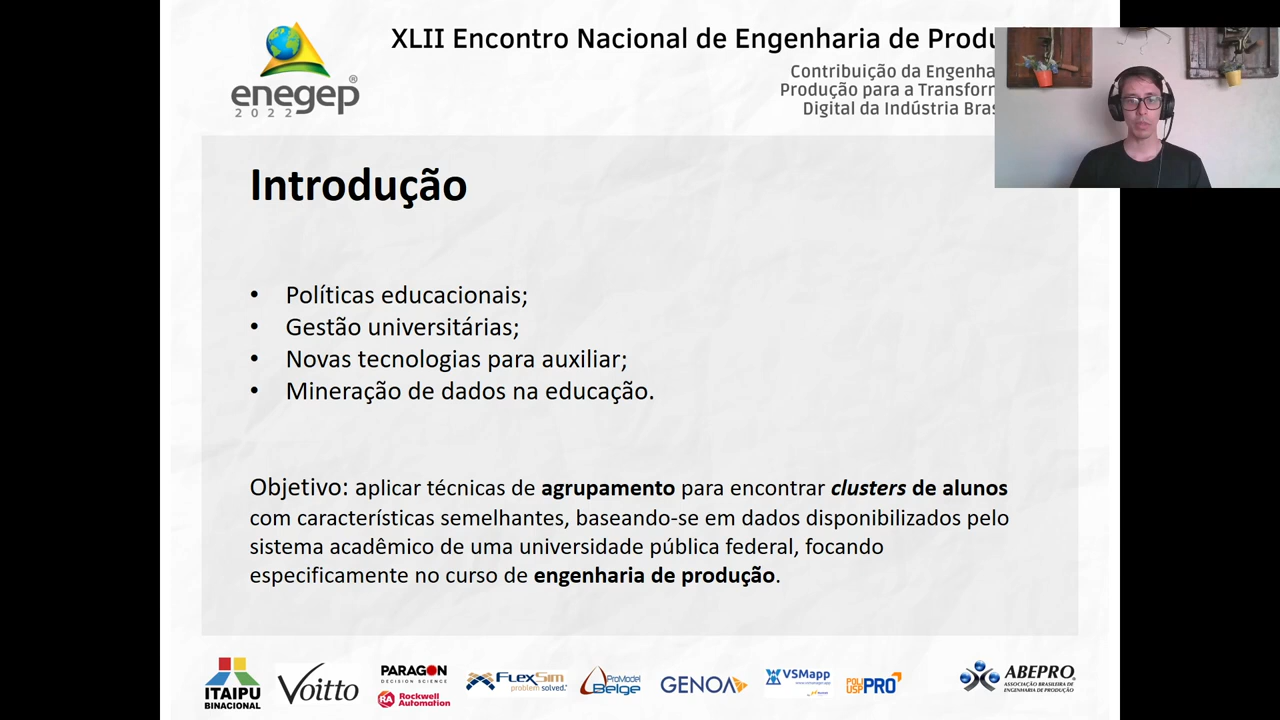 XLII Encontro Nacional de Engenharia de
Contribuição da
Produção para a
Digital da Indústria
enegep
2022
Introdução
• Políticas educacionais;
• Gestão universitárias;
• Novas tecnologias para auxiliar;
• Mineração de dados na educação.
Objetivo: aplicar técnicas de agrupamento para encontrar clusters de alunos
com características semelhantes, baseando-se em dados disponibilizados pelo
sistema acadêmico de uma universidade pública federal, focando
especificamente no curso de engenharia de produção.
ITAIPU
BINACIONAL
Voitto
PARAGON
DECISION SCIENCE
RA Rockwell
Automation
FLEXSIM
problem solved.
ProModel
Belge
GENOA
VSMapp
POLI
USP PRO
ABEPRO
ASSOCIAÇÃO BRASILEIRA DE
ENGENHARIA DE PRODUÇÃO